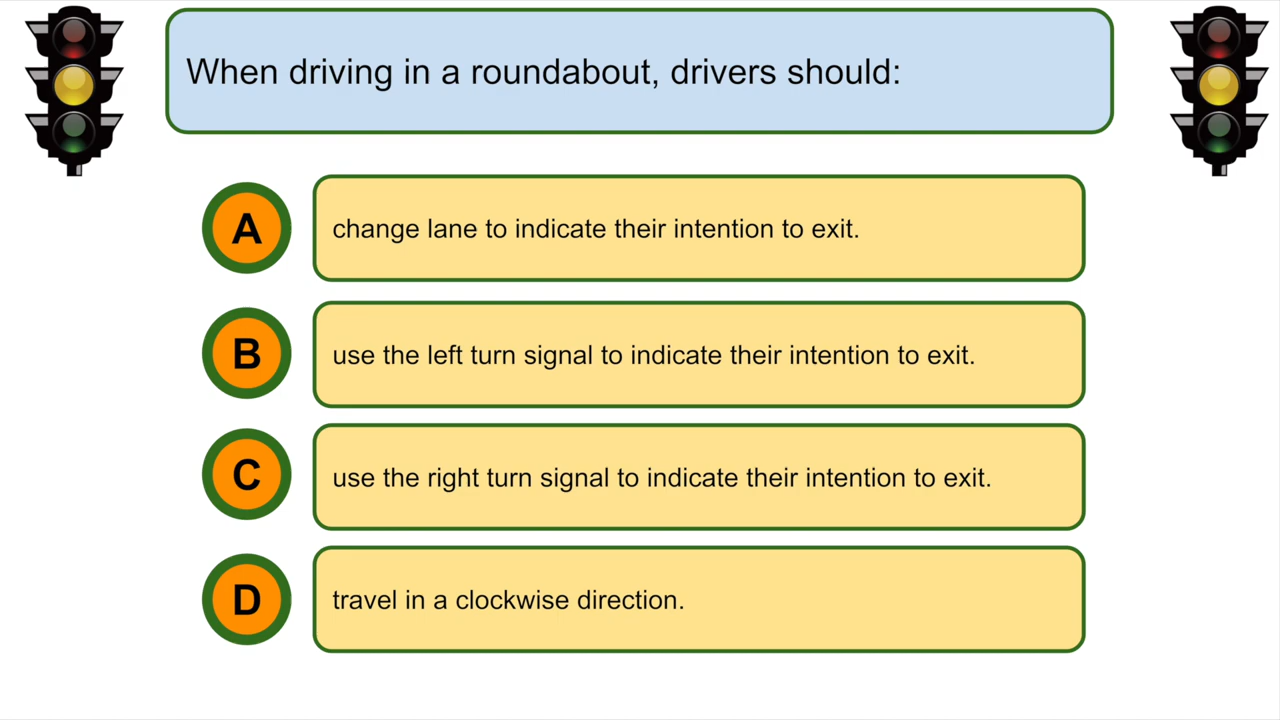 When driving in a roundabout, drivers should:
A
change lane to indicate their intention to exit.
B
use the left turn signal to indicate their intention to exit.
C
use the right turn signal to indicate their intention to exit.
D
travel in a clockwise direction.